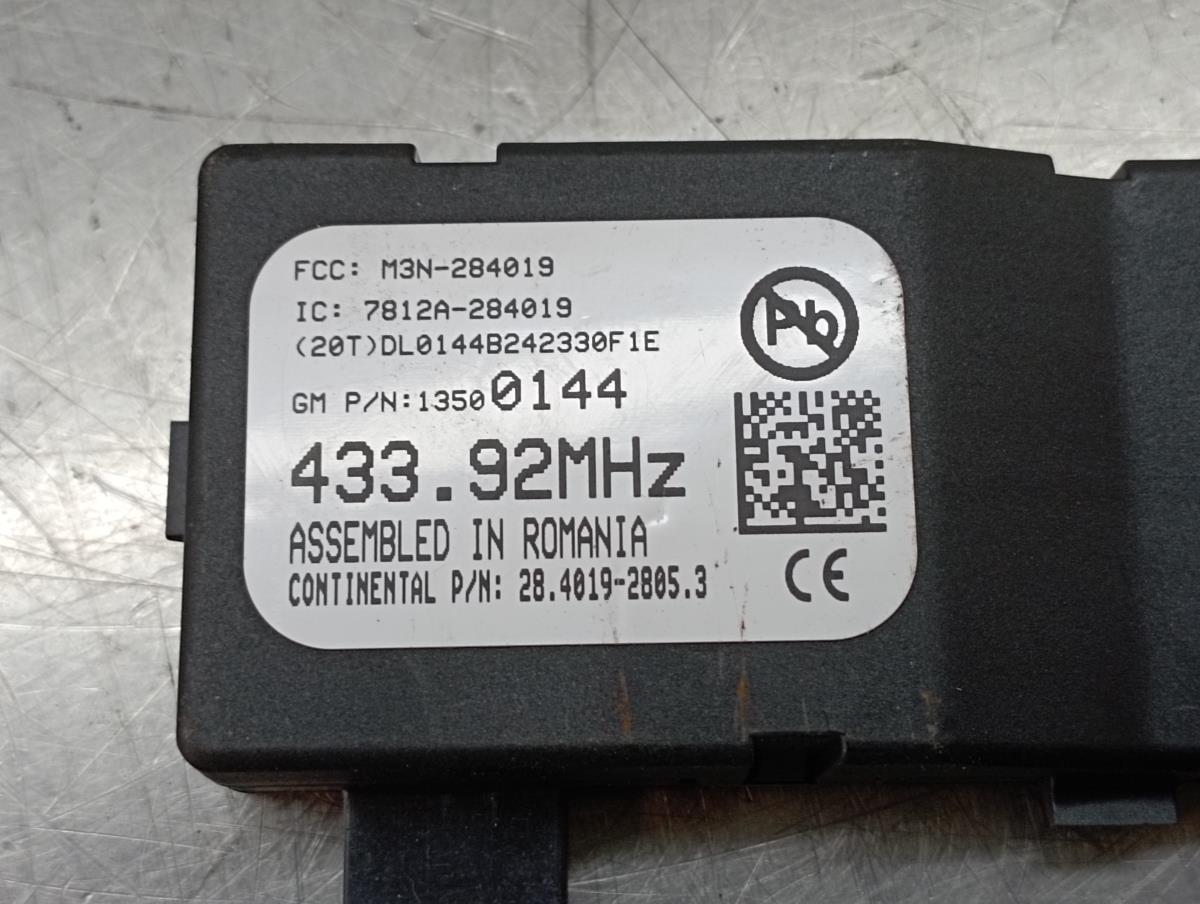 FCC: M3N-284019
IC: 7812A-284019
(20T)DL0144B242330F1E
GM P/N:13500144
433.92MHz
ASSEMBLED IN ROMANIA
CONTINENTAL P/N: 28.4019-2805.3
Pb
CE